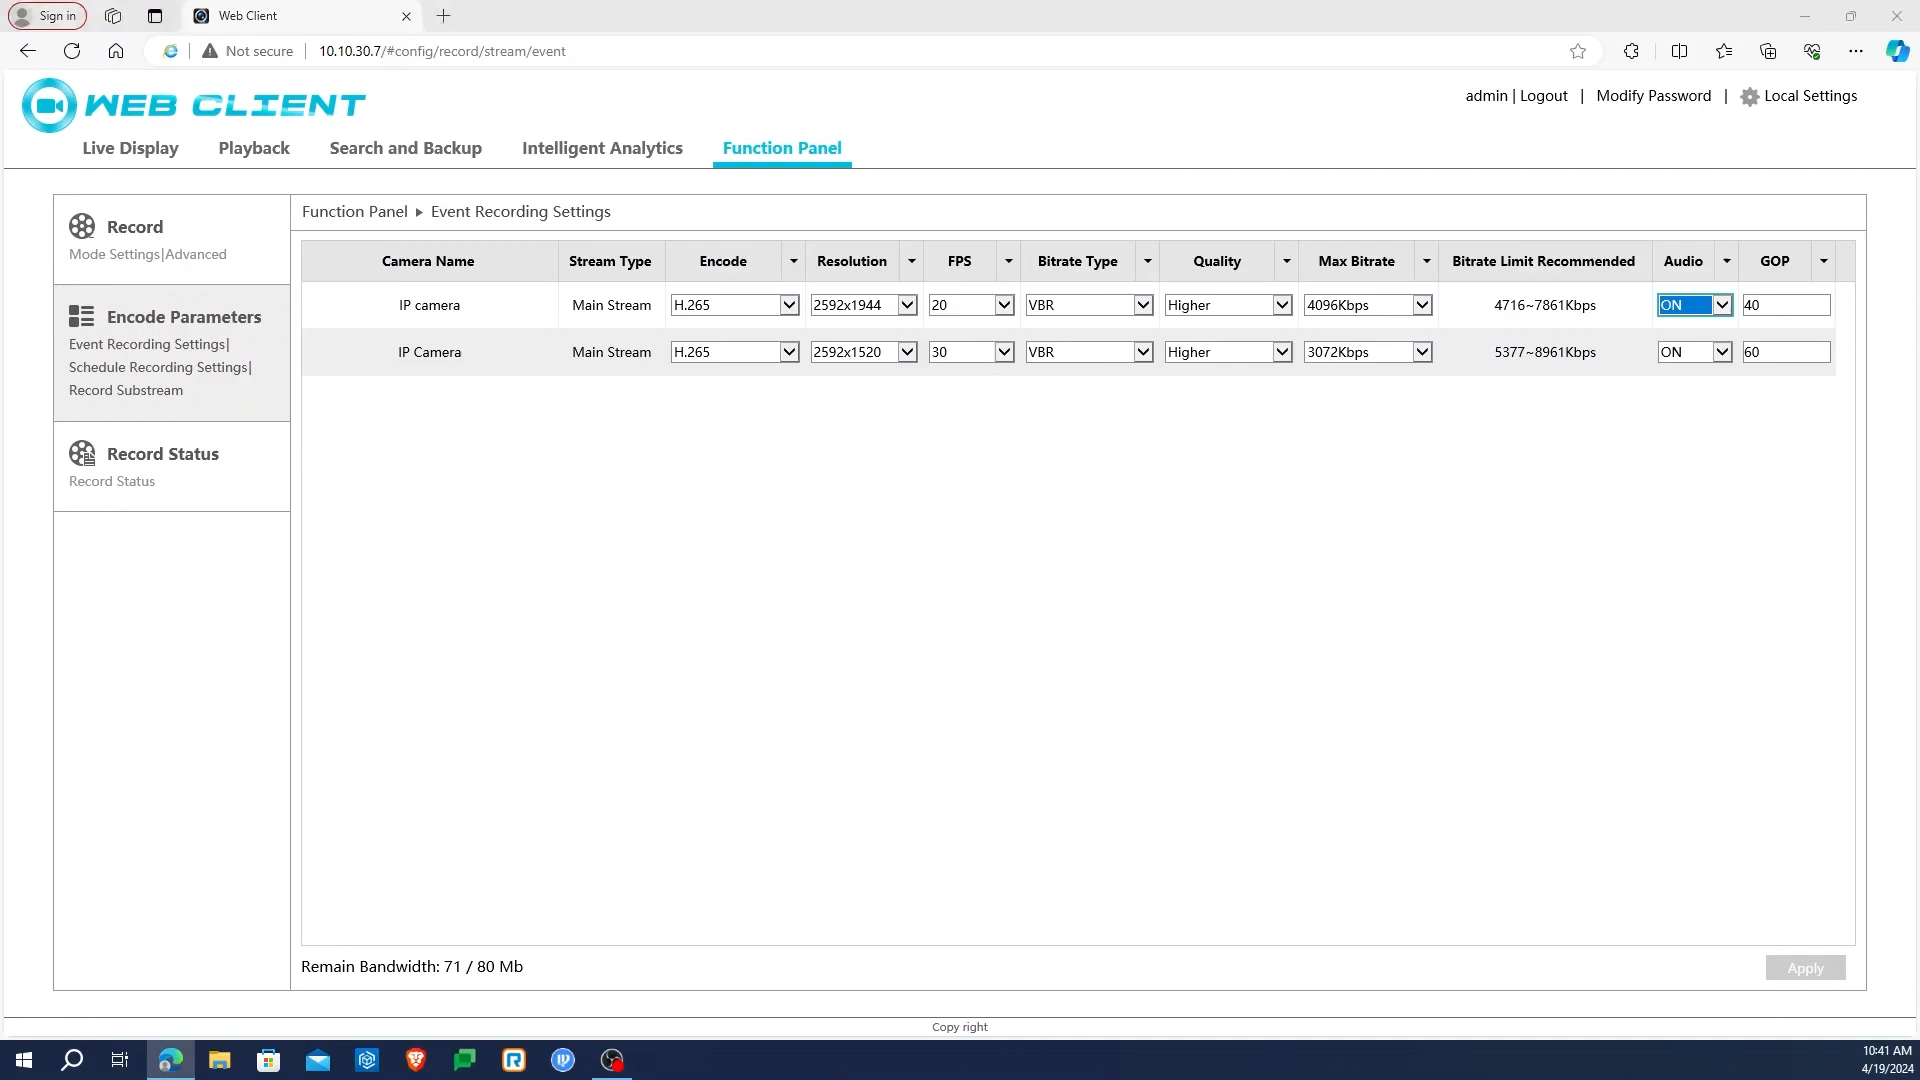 Sign in
Web Client
Not secure
10.10.30.7/#config/record/stream/event
WEB CLIENT
admin | Logout | Modify Password | Local Settings
Live Display Playback Search and Backup Intelligent Analytics Function Panel
Record
Mode Settings|Advanced
Encode Parameters
Event Recording Settings|
Schedule Recording Settings|
Record Substream
Record Status
Record Status
Function Panel ▸ Event Recording Settings
Camera Name Stream Type Encode Resolution FPS Bitrate Type Quality Max Bitrate Bitrate Limit Recommended Audio GOP
IP camera Main Stream H.265 2592x1944 20 VBR Higher 4096Kbps 4716~7861Kbps ON 40
IP Camera Main Stream H.265 2592x1520 30 VBR Higher 3072Kbps 5377~8961Kbps ON 60
Remain Bandwidth: 71 / 80 Mb
Apply
Copy right
10:41 AM
4/19/2024